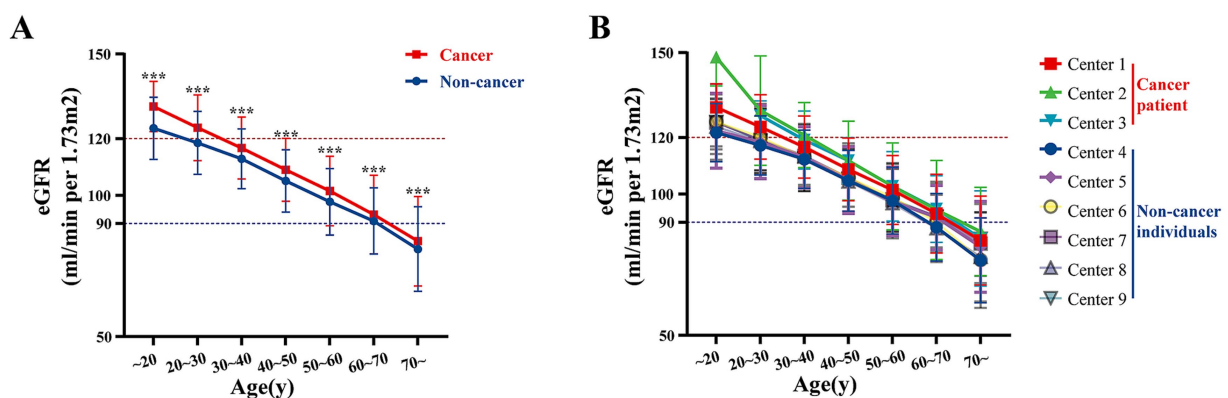 A
150
120
100
90
50
eGFR
(ml/min per 1.73m2)
***
***
***
***
***
***
***
Cancer
Non-cancer
~20
20~30
30~40
40~50
50~60
60~70
70~
Age(y)
B
150
120
100
90
50
eGFR
(ml/min per 1.73m2)
~20
20~30
30~40
40~50
50~60
60~70
70~
Age(y)
Center 1
Center 2
Center 3
Center 4
Center 5
Center 6
Center 7
Center 8
Center 9
Cancer
patient
Non-cancer
individuals